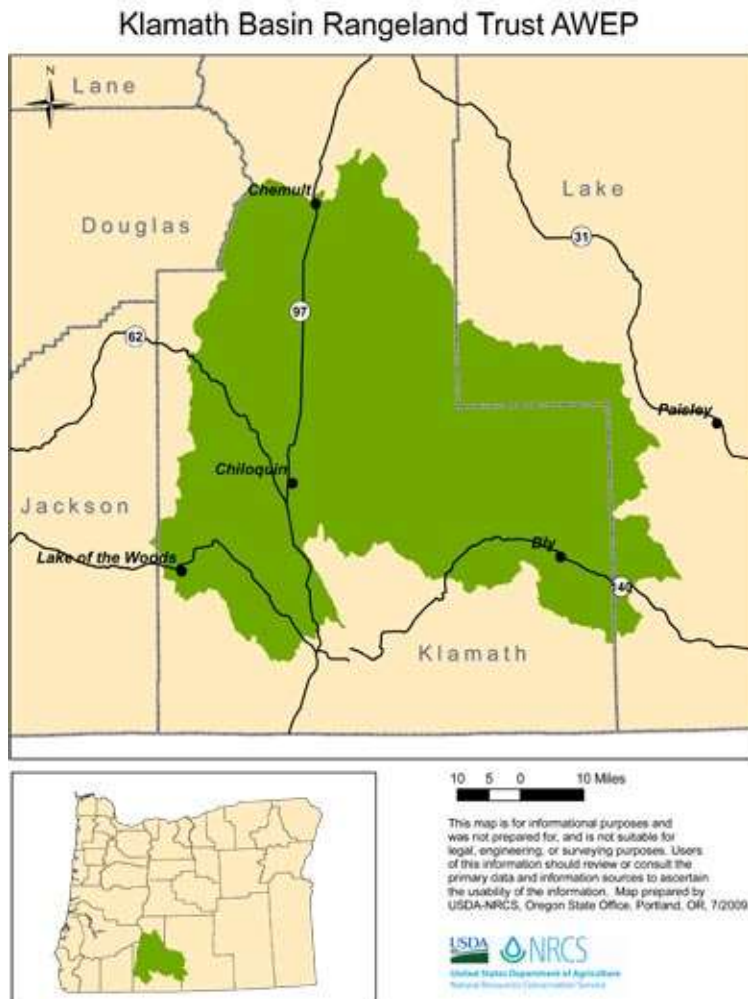 Klamath Basin Rangeland Trust AWEP
N
Lane
Chemult
Lake
Douglas
31
97
62
Paisley
Chiloquin
Jackson
Bly
Lake of the Woods
140
Klamath
10 5 0 10 Miles
This map is for informational purposes and
was not prepared for, and is not suitable for
legal, engineering, or surveying purposes. Users
of this information should review or consult the
primary data and information sources to ascertain
the usability of the information. Map prepared by
USDA-NRCS, Oregon State Office, Portland, OR, 7/2009
USDA NRCS
United States Department of Agriculture
Natural Resources Conservation Service